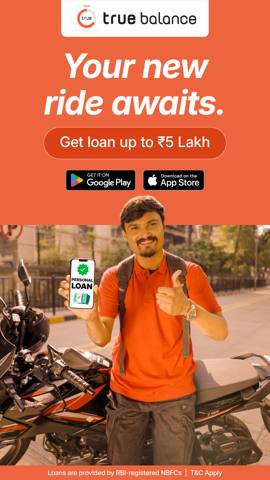 true balance
Your new
ride awaits.
Get loan up to ₹5 Lakh
GET IT ON
Google Play
Download on the
App Store
PERSONAL
LOAN
Loans are provided by RBI-registered NBFCs | T&C Apply